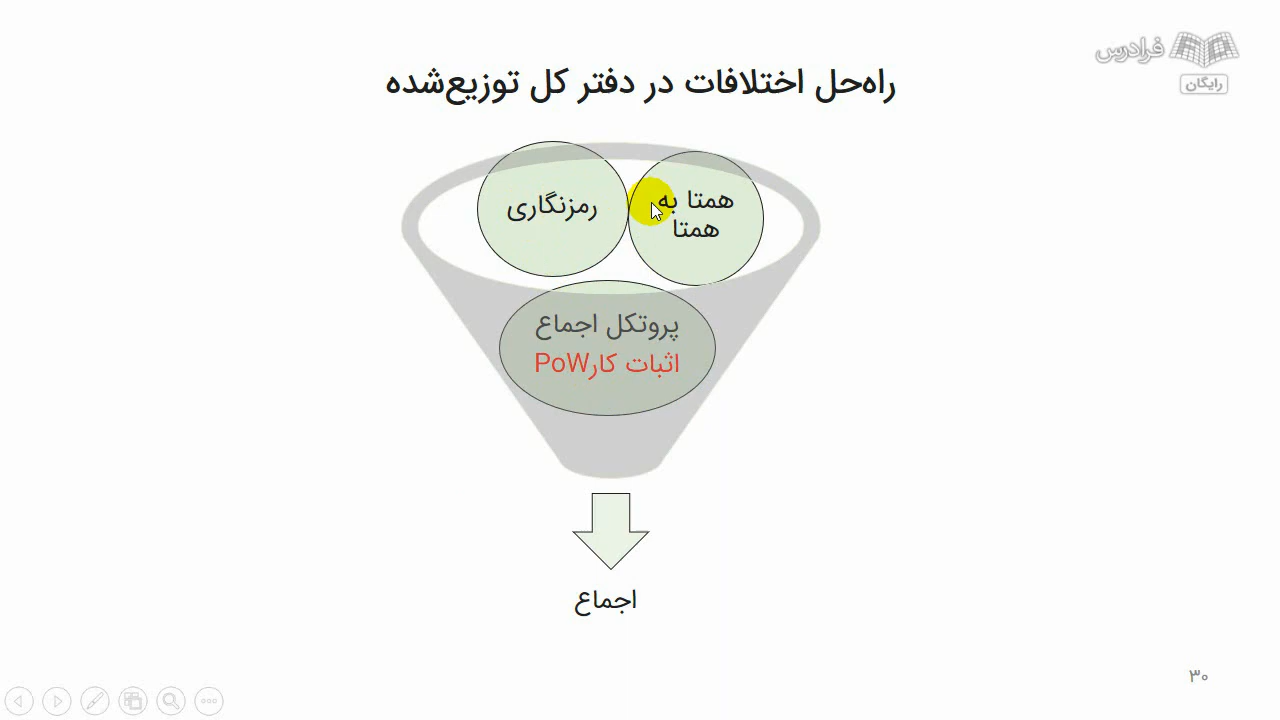 فرادرس
رایگان
راه‌حل اختلافات در دفتر کل توزیع‌شده
همتا به
همتا
رمزنگاری
پروتکل اجماع
اثبات کارPoW
اجماع
۳۰